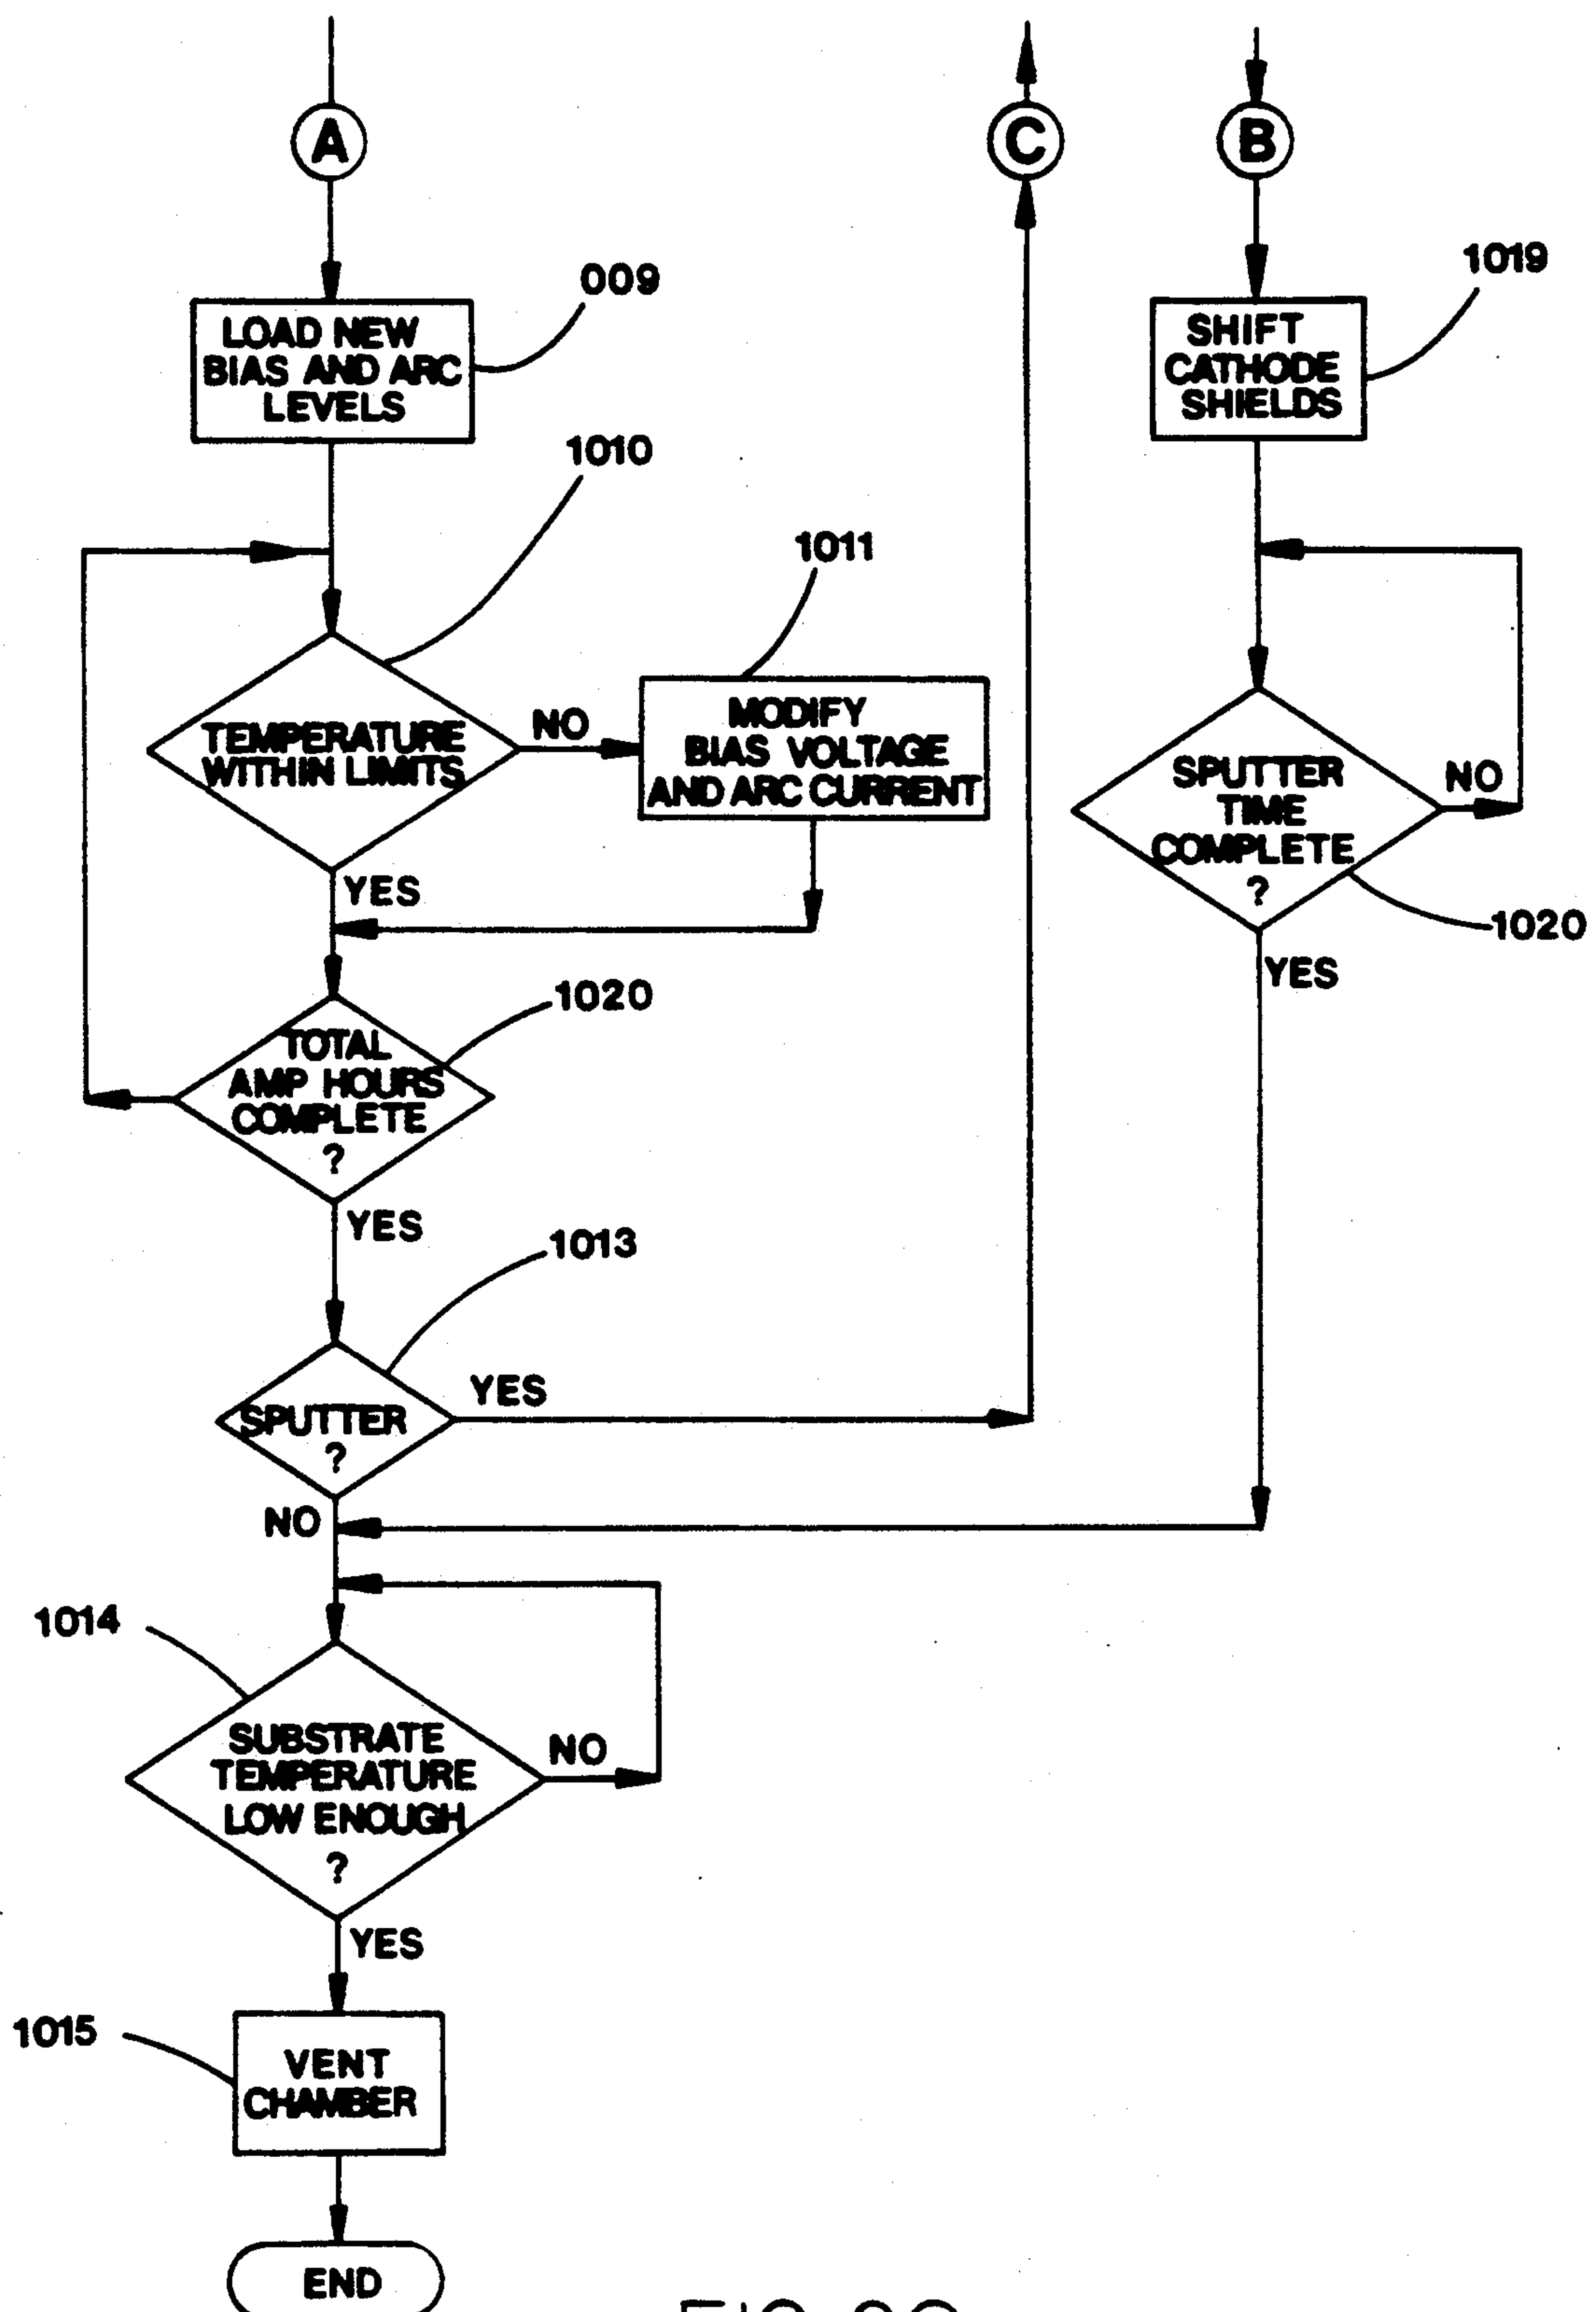 A
C
B
009
LOAD NEW
BIAS AND ARC
LEVELS
1019
SHIFT
CATHODE
SHIELDS
1010
1011
TEMPERATURE
WITHIN LIMITS
NO
MODIFY
BIAS VOLTAGE
AND ARC CURRENT
YES
SPUTTER
TIME
COMPLETE
?
NO
1020
YES
1020
TOTAL
AMP HOURS
COMPLETE
?
YES
1013
SPUTTER
?
YES
NO
1014
SUBSTRATE
TEMPERATURE
LOW ENOUGH
?
NO
YES
1015
VENT
CHAMBER
END